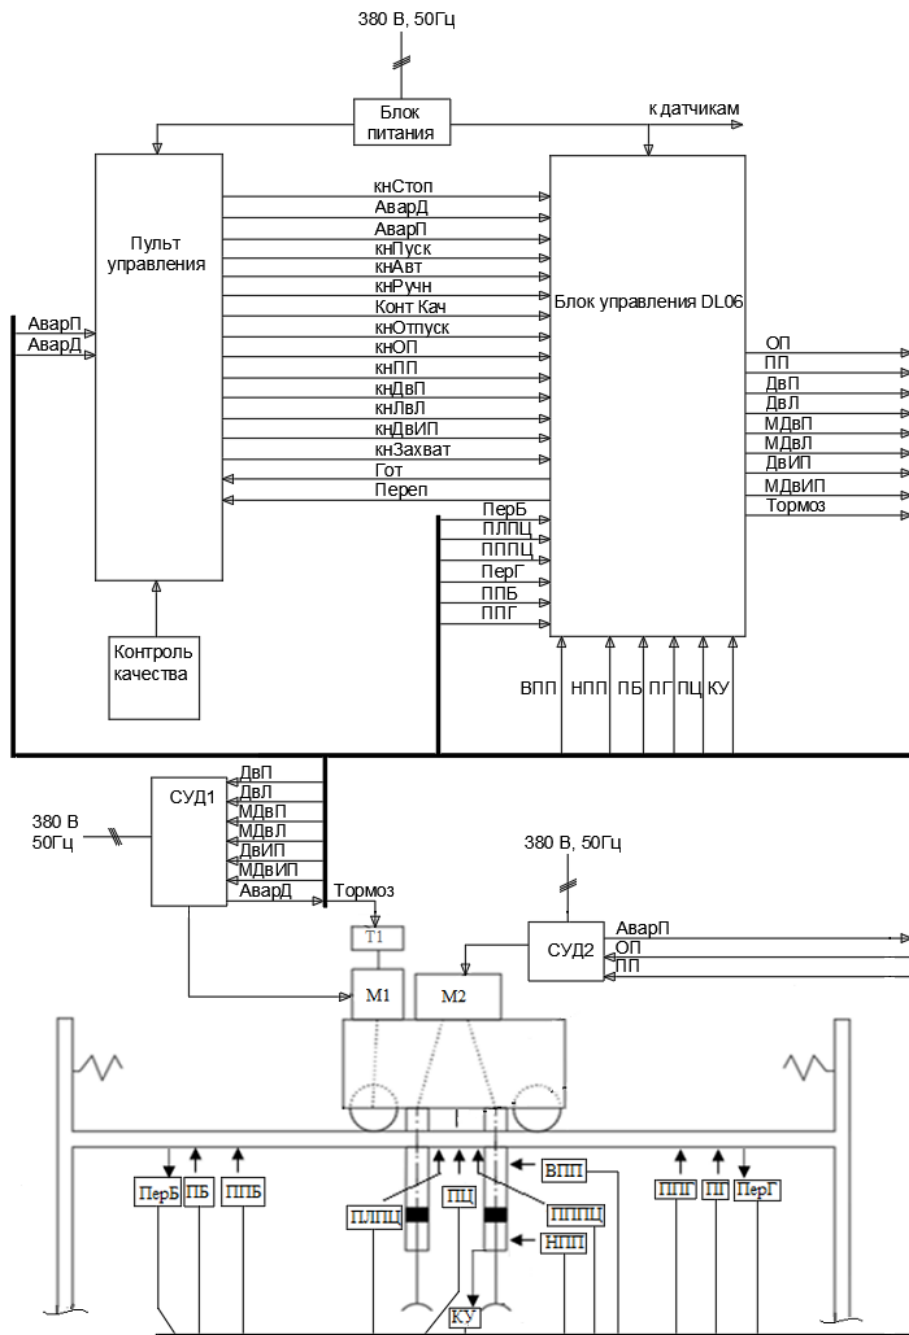 380 В, 50Гц
Блок
питания
к датчикам
Пульт
управления
кнСтоп
АварД
АварП
кнПуск
кнАвт
кнРучн
Конт Кач
кнОтпуск
кнОП
кнПП
кнДвП
кнЛвЛ
кнДвИП
кнЗахват
Гот
Переп
Блок управления DL06
АварП
АварД
ОП
ПП
ДвП
ДвЛ
МДвП
МДвЛ
ДвИП
МДвИП
Тормоз
ПерБ
ПЛПЦ
ПППЦ
ПерГ
ППБ
ППГ
Контроль
качества
ВПП
НПП
ПБ
ПГ
ПЦ
КУ
СУД1
380 В
50Гц
ДвП
ДвЛ
МДвП
МДвЛ
ДвИП
МДвИП
АварД
Тормоз
380 В, 50Гц
СУД2
АварП
ОП
ПП
Т1
М1
М2
ПерБ
ПБ
ППБ
ПЛПЦ
ПЦ
ПППЦ
ВПП
НПП
КУ
ППГ
ПГ
ПерГ